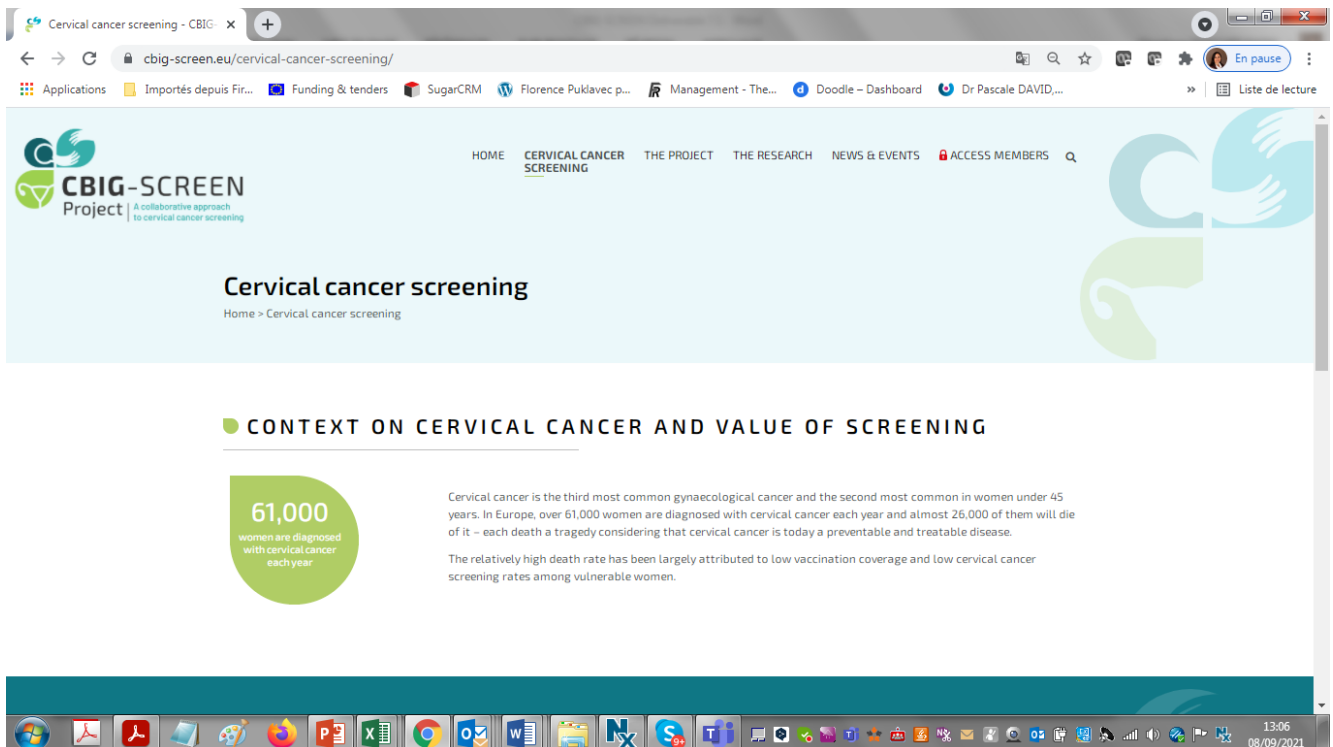 Cervical cancer screening - CBIG-
cbig-screen.eu/cervical-cancer-screening/
En pause
Applications Importés depuis Fir... Funding & tenders SugarCRM Florence Puklavec p... Management - The... Doodle – Dashboard Dr Pascale DAVID,... » Liste de lecture
HOME CERVICAL CANCER SCREENING THE PROJECT THE RESEARCH NEWS & EVENTS ACCESS MEMBERS
CBIG-SCREEN
Project | A collaborative approach
to cervical cancer screening
Cervical cancer screening
Home > Cervical cancer screening
CONTEXT ON CERVICAL CANCER AND VALUE OF SCREENING
61,000
women are diagnosed
with cervical cancer
each year
Cervical cancer is the third most common gynaecological cancer and the second most common in women under 45
years. In Europe, over 61,000 women are diagnosed with cervical cancer each year and almost 26,000 of them will die
of it – each death a tragedy considering that cervical cancer is today a preventable and treatable disease.
The relatively high death rate has been largely attributed to low vaccination coverage and low cervical cancer
screening rates among vulnerable women.
13:06
08/09/2021